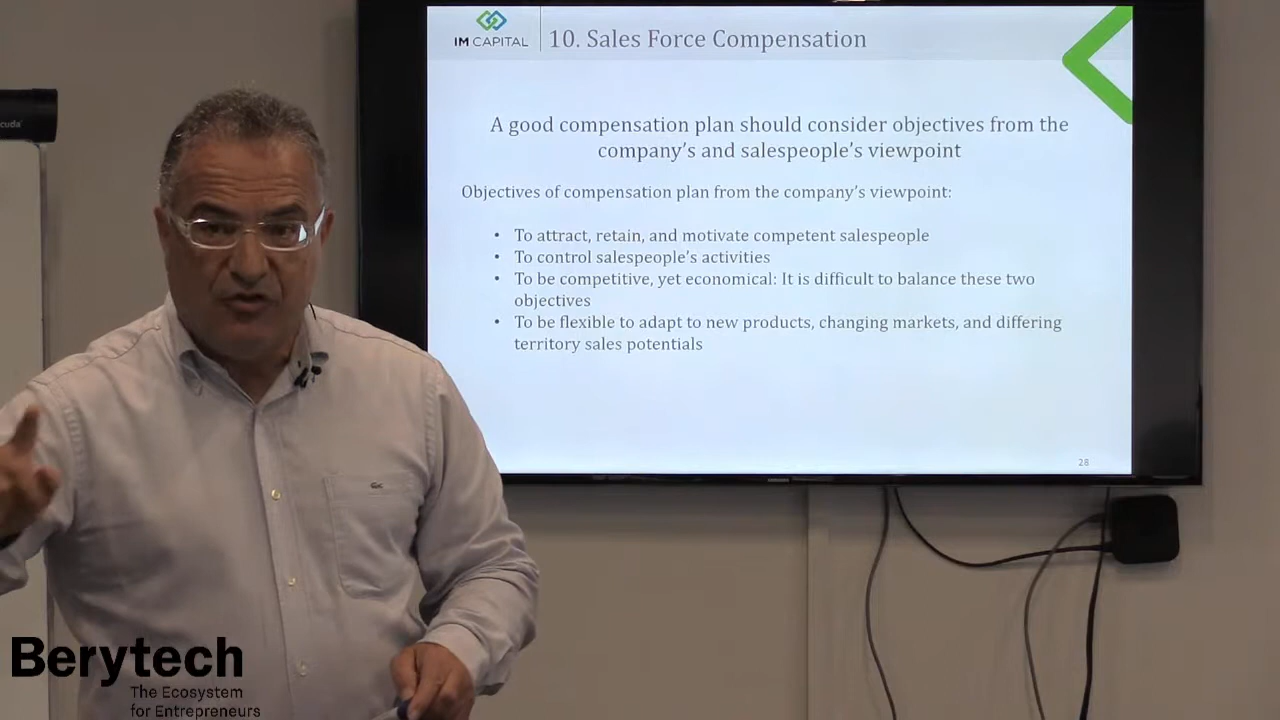 cuda
IM CAPITAL
10. Sales Force Compensation
A good compensation plan should consider objectives from the
company's and salespeople's viewpoint
Objectives of compensation plan from the company's viewpoint:
• To attract, retain, and motivate competent salespeople
• To control salespeople's activities
• To be competitive, yet economical: It is difficult to balance these two
objectives
• To be flexible to adapt to new products, changing markets, and differing
territory sales potentials
28
Berytech
The Ecosystem
for Entrepreneurs